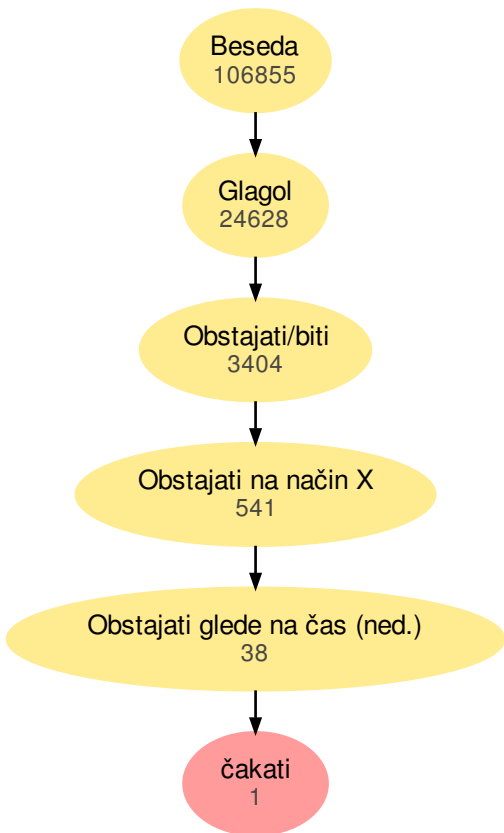 Beseda
106855
Glagol
24628
Obstajati/biti
3404
Obstajati na način X
541
Obstajati glede na čas (ned.)
38
čakati
1